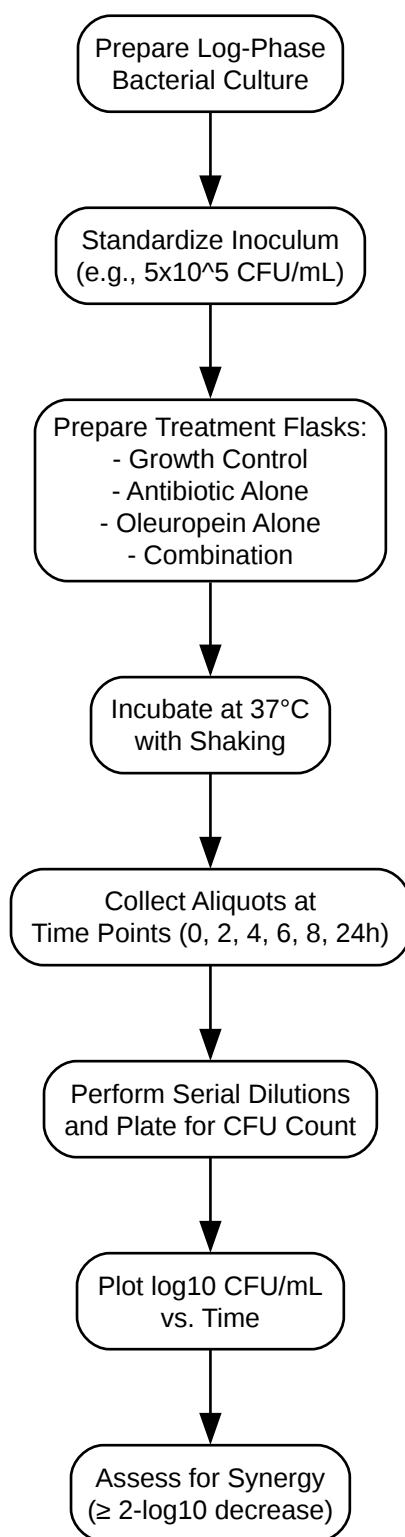 Prepare Log-Phase
Bacterial Culture
Standardize Inoculum
(e.g., 5x10^5 CFU/mL)
Prepare Treatment Flasks:
- Growth Control
- Antibiotic Alone
- Oleuropein Alone
- Combination
Incubate at 37°C
with Shaking
Collect Aliquots at
Time Points (0, 2, 4, 6, 8, 24h)
Perform Serial Dilutions
and Plate for CFU Count
Plot log10 CFU/mL
vs. Time
Assess for Synergy
(≥ 2-log10 decrease)